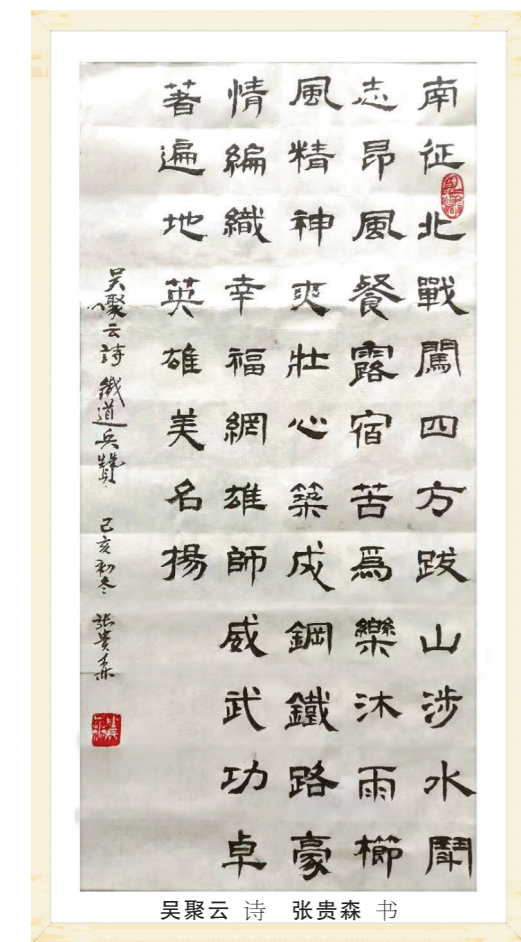 南征北戰闖四方跋山涉水鬪
志昂風餐露宿苦爲樂沐雨櫛
風精神爽壯心築成鋼鐵路豪
情編織幸福網雄師威武功卓
著遍地英雄美名揚
吴聚云詩 鐵道兵贊 己亥初冬 張貴森
吴聚云 诗 张贵森 书